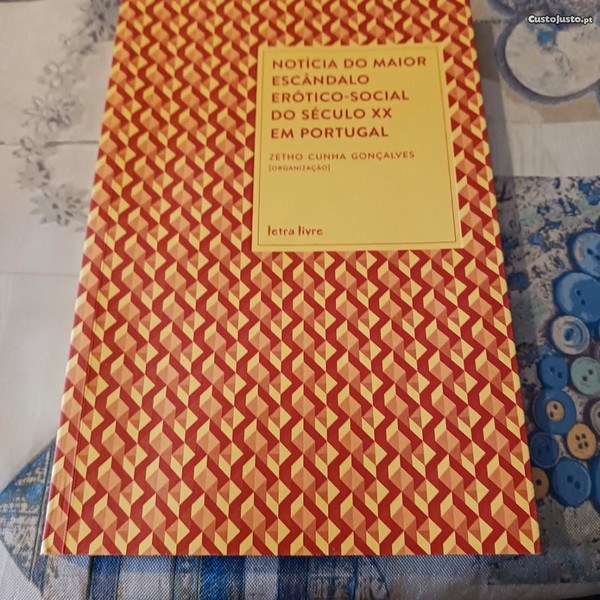 CustoJusto.pt
NOTÍCIA DO MAIOR
ESCÂNDALO
ERÓTICO-SOCIAL
DO SÉCULO XX
EM PORTUGAL
ZETHO CUNHA GONÇALVES
[ORGANIZAÇÃO]
letra livre